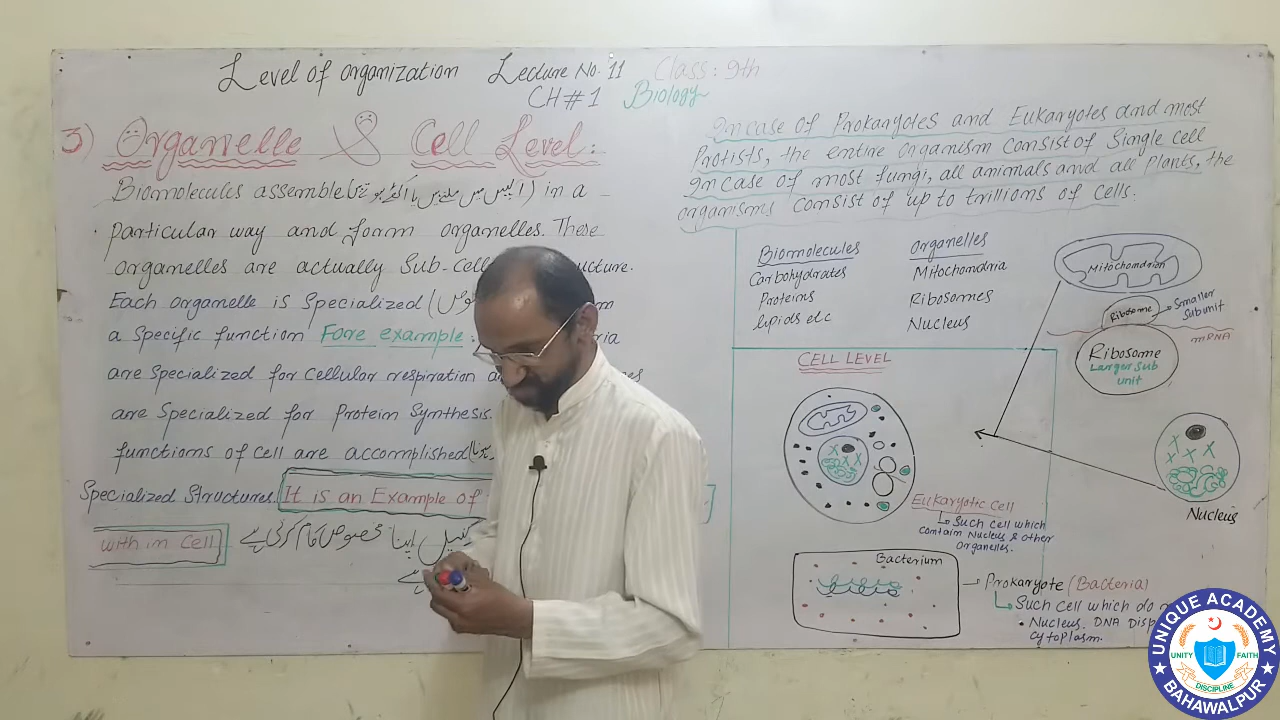 Level of organization Lecture No. 11 Class: 9th
CH # 1 Biology
3) Organelle & Cell Level:
Biomolecules assemble ( ) in a
particular way and form organelles. These
organelles are actually Sub-Cell ucture.
Each organelle is Specialized (
a Specific function Fore example :
are Specialized for Cellular respiration
are Specialized for Protein Synthesis.
functions of Cell are accomplished
Specialized Structures. It is an Example of
with in Cell
اپنا مخصوص کام کرتی ہے
In case of Prokaryotes and Eukaryotes and most
Protists, the entire organism consist of Single cell
In case of most fungi, all animals and all Plants, the
organisms Consist of up to trillions of Cells.
Biomolecules Organelles
Carbohydrates Mitochondria
Proteins Ribosomes
lipids etc Nucleus
Mitochondrion
Ribosome
Smaller
Subunit
mRNA
Ribosome
Larger Sub
unit
Nucleus
CELL LEVEL
Eukaryotic Cell
Such Cell which
Contain Nucleus & other
Organelles.
Bacterium
Prokaryote (Bacteria)
Such Cell which do
Nucleus. DNA Disp
Cytoplasm.
UNIQUE ACADEMY
UNITY FAITH
DISCIPLINE
BAHAWALPUR